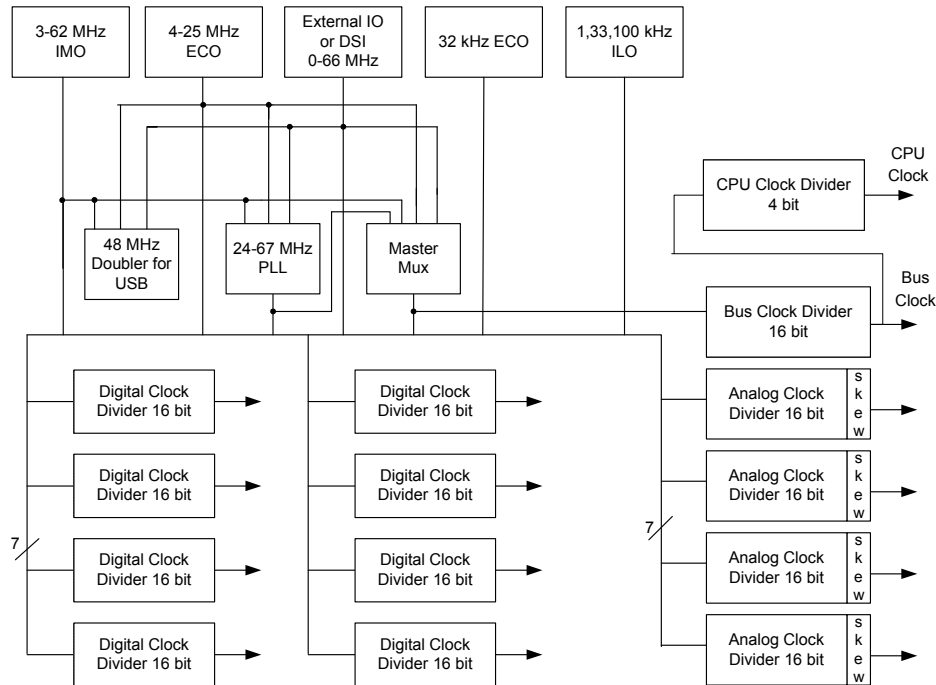 3-62 MHz
IMO
4-25 MHz
ECO
External IO
or DSI
0-66 MHz
32 kHz ECO
1,33,100 kHz
ILO
CPU Clock Divider
4 bit
CPU
Clock
48 MHz
Doubler for
USB
24-67 MHz
PLL
Master
Mux
Bus Clock Divider
16 bit
Bus
Clock
Digital Clock
Divider 16 bit
Digital Clock
Divider 16 bit
Analog Clock
Divider 16 bit
s
k
e
w
Digital Clock
Divider 16 bit
Digital Clock
Divider 16 bit
Analog Clock
Divider 16 bit
s
k
e
w
7
7
Digital Clock
Divider 16 bit
Digital Clock
Divider 16 bit
Analog Clock
Divider 16 bit
s
k
e
w
Digital Clock
Divider 16 bit
Digital Clock
Divider 16 bit
Analog Clock
Divider 16 bit
s
k
e
w